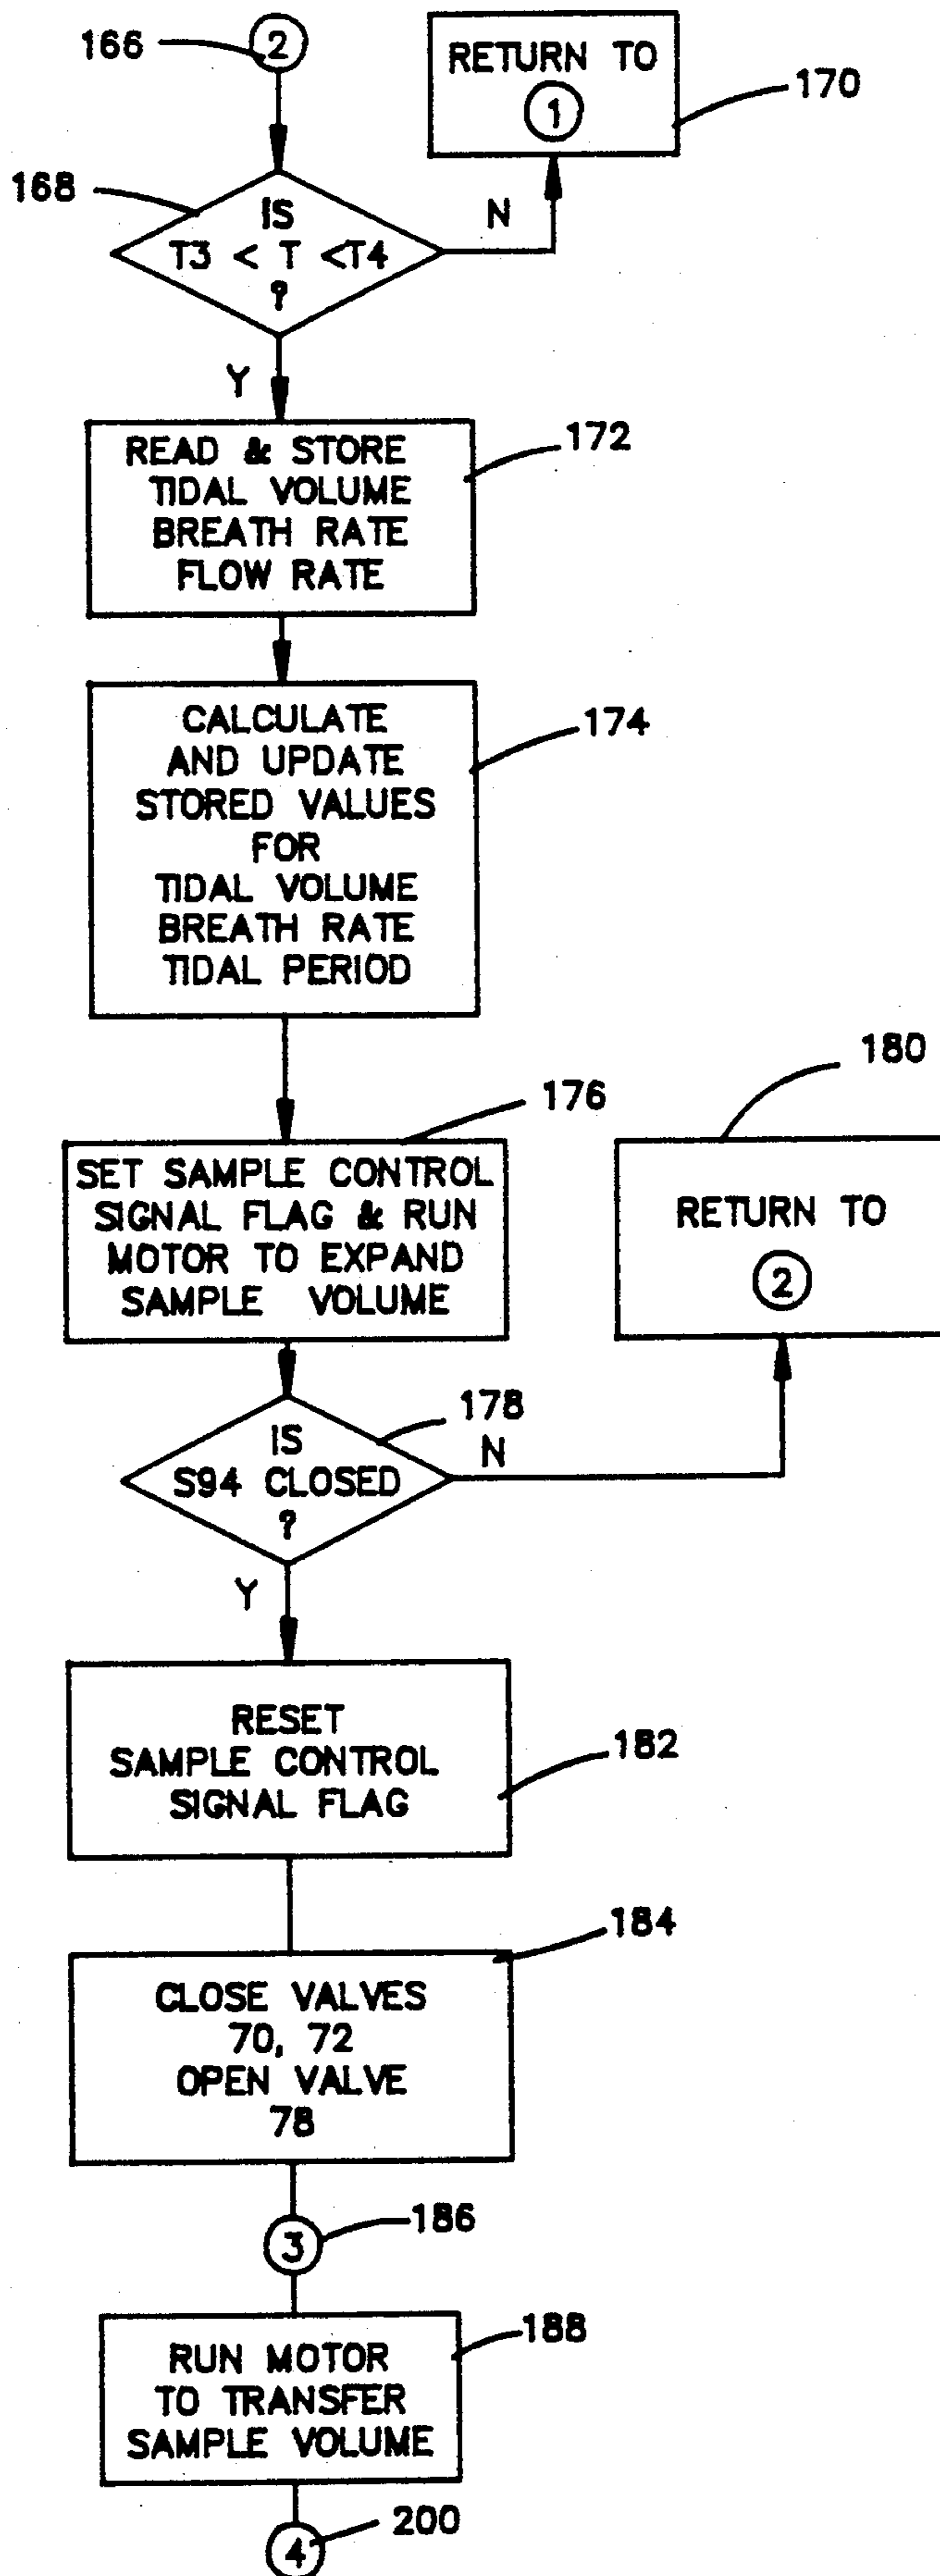 166
2
RETURN TO
1
170
168
IS
T3 < T <T4
?
N
Y
READ & STORE
TIDAL VOLUME
BREATH RATE
FLOW RATE
172
CALCULATE
AND UPDATE
STORED VALUES
FOR
TIDAL VOLUME
BREATH RATE
TIDAL PERIOD
174
176
SET SAMPLE CONTROL
SIGNAL FLAG & RUN
MOTOR TO EXPAND
SAMPLE VOLUME
180
RETURN TO
2
178
IS
S94 CLOSED
?
N
Y
RESET
SAMPLE CONTROL
SIGNAL FLAG
182
184
CLOSE VALVES
70, 72
OPEN VALVE
78
3
186
RUN MOTOR
TO TRANSFER
SAMPLE VOLUME
188
4
200